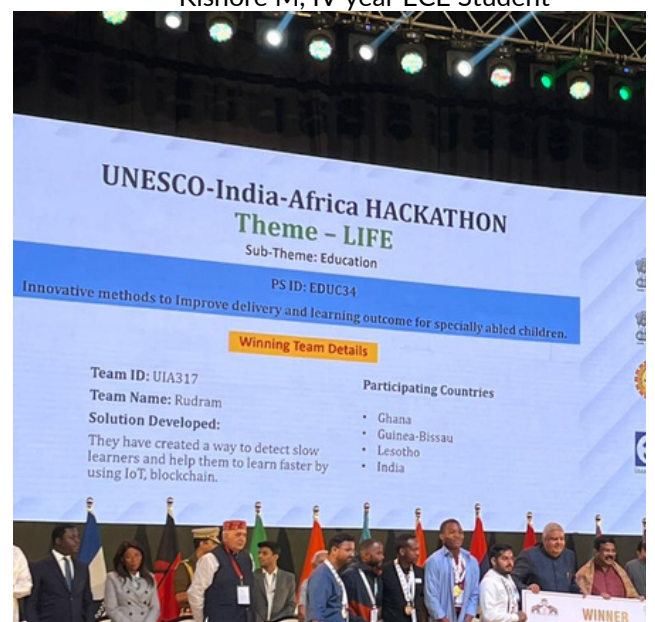 Kishore M, IV year ECE Student
UNESCO-India-Africa HACKATHON
Theme – LIFE
Sub-Theme: Education
PS ID: EDUC34
Innovative methods to Improve delivery and learning outcome for specially abled children.
Winning Team Details
Team ID: UIA317
Team Name: Rudram
Solution Developed:
They have created a way to detect slow
learners and help them to learn faster by
using IoT, blockchain.
Participating Countries
• Ghana
• Guinea-Bissau
• Lesotho
• India
WINNER